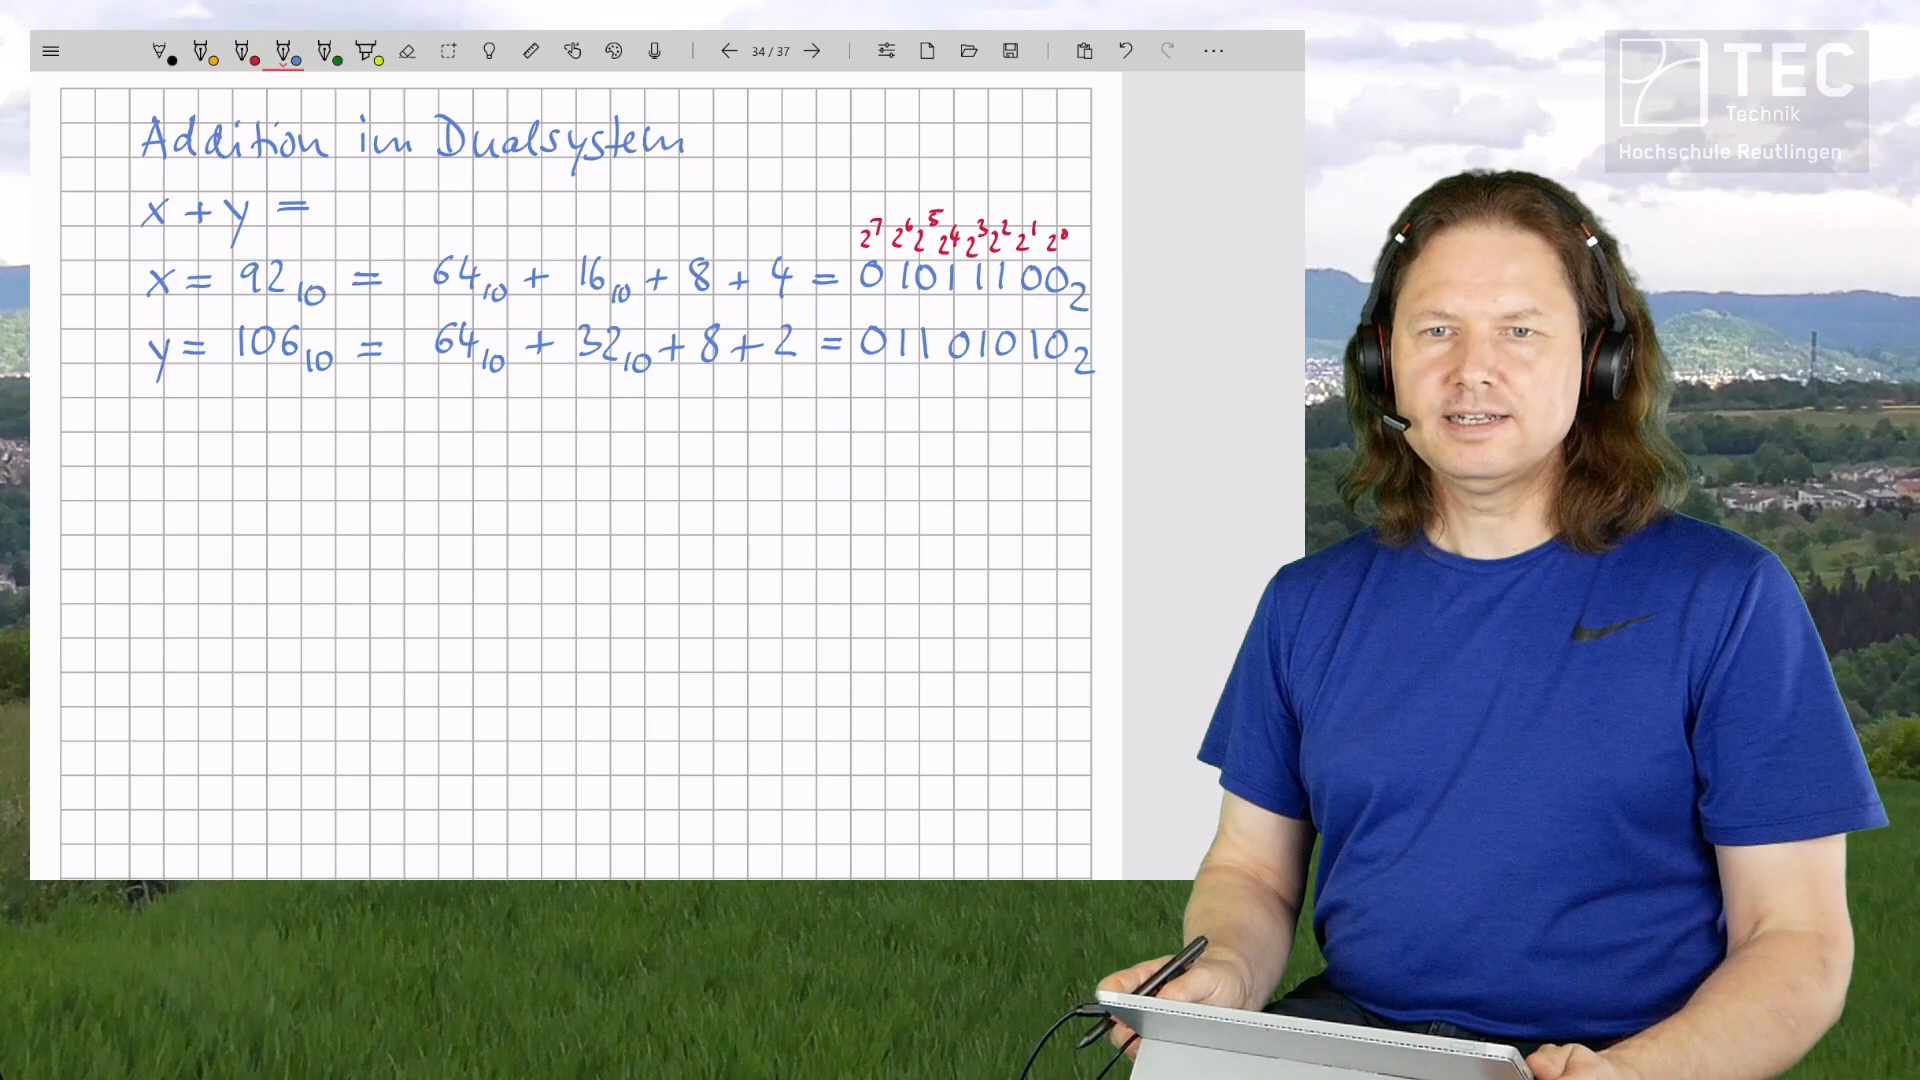 34 / 37
TEC
Technik
Hochschule Reutlingen
Addition im Dualsystem
x + y =
2⁷ 2⁶ 2⁵ 2⁴ 2³ 2² 2¹ 2⁰
x = 92₁₀ = 64₁₀ + 16₁₀ + 8 + 4 = 01011100₂
y = 106₁₀ = 64₁₀ + 32₁₀ + 8 + 2 = 01101010₂